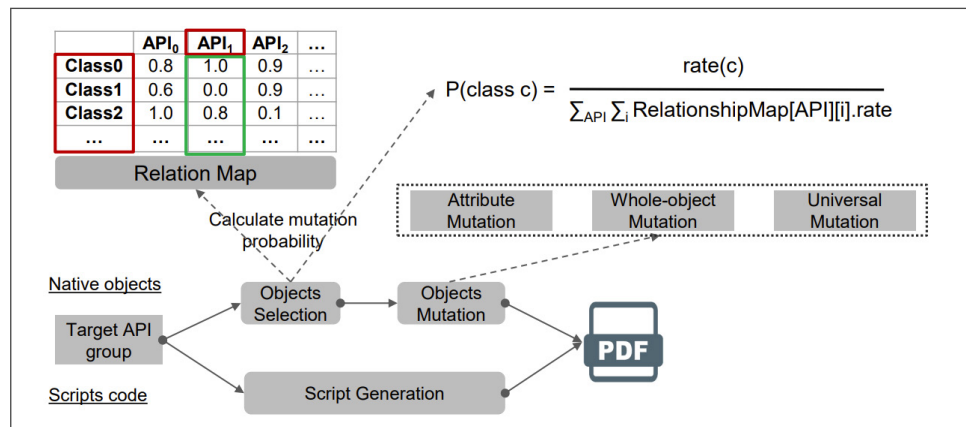 API₀ API₁ API₂ ...
Class0 0.8 1.0 0.9 ...
Class1 0.6 0.0 0.9 ...
Class2 1.0 0.8 0.1 ...
... ... ... ... ...
Relation Map
P(class c) = rate(c)
∑API ∑i RelationshipMap[API][i].rate
Calculate mutation
probability
Attribute
Mutation
Whole-object
Mutation
Universal
Mutation
Native objects
Objects
Selection
Objects
Mutation
Target API
group
PDF
Scripts code
Script Generation